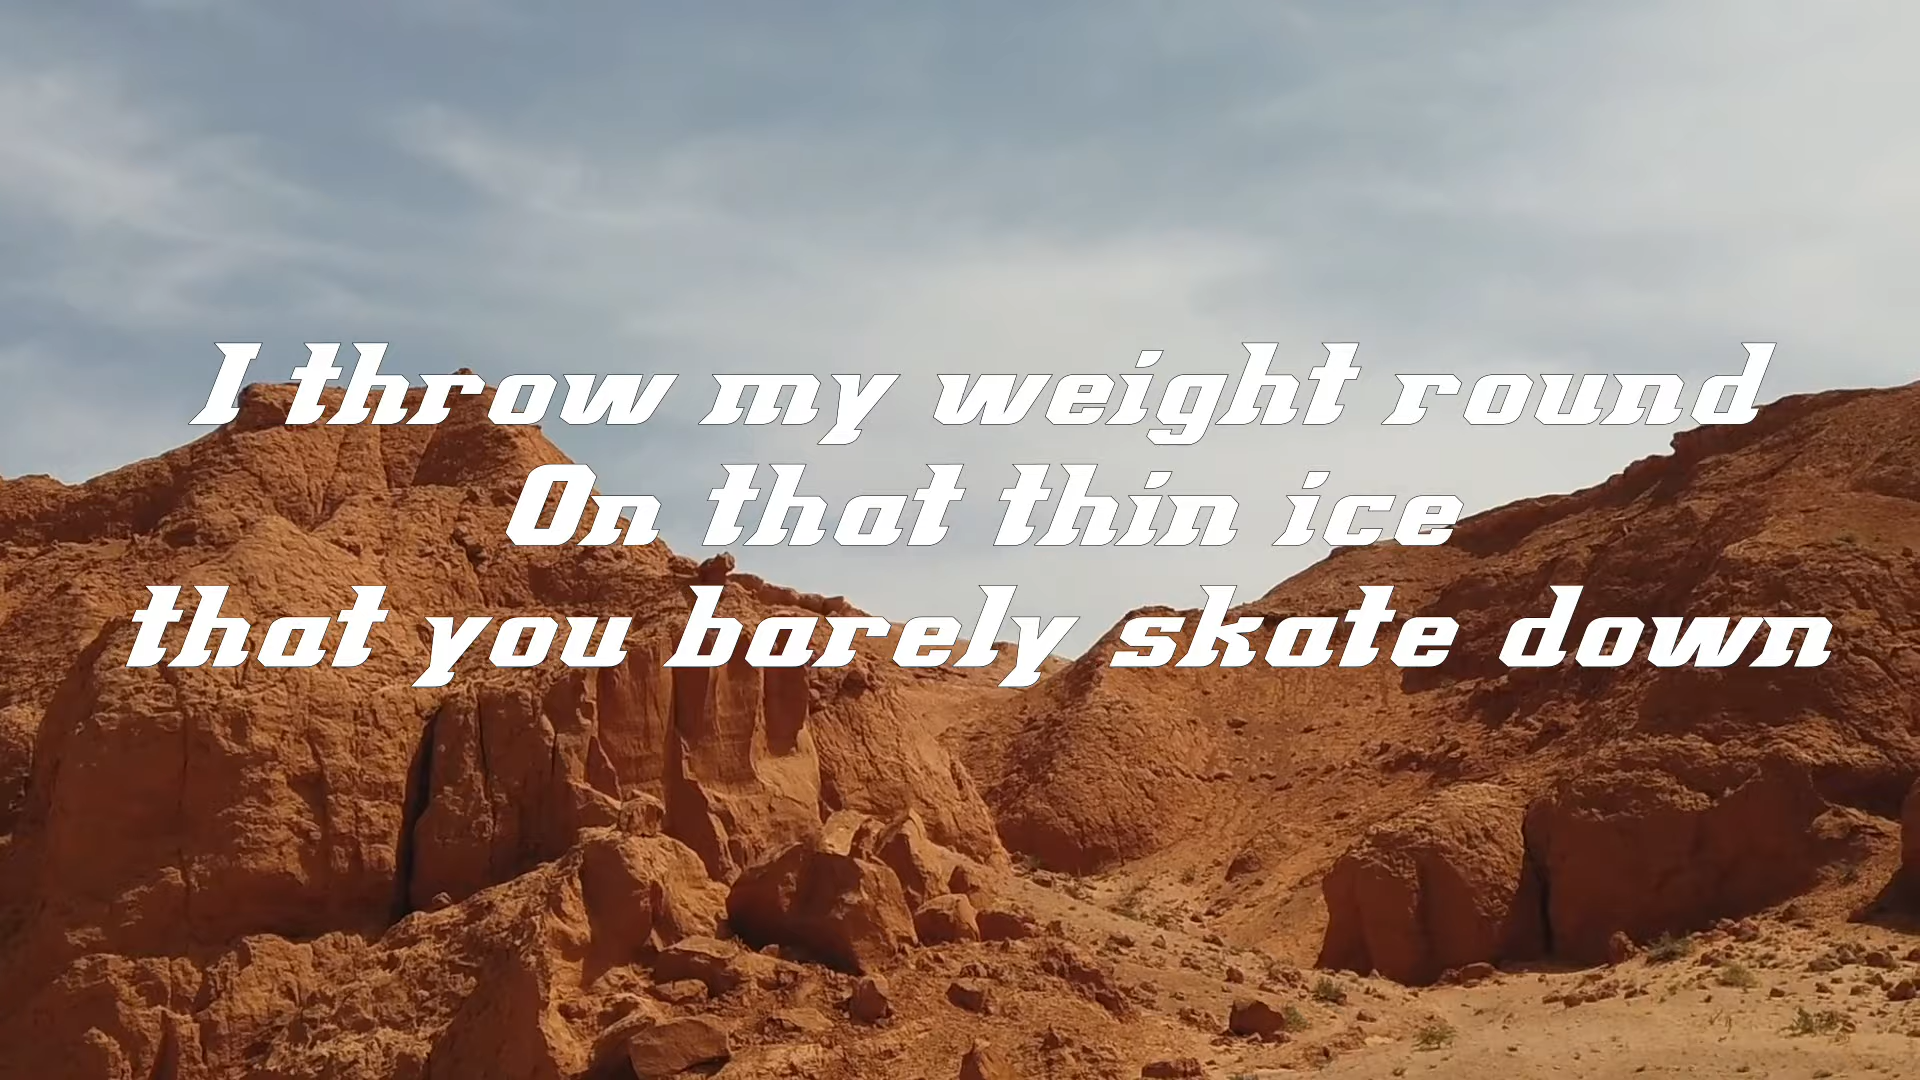 I throw my weight round
On that thin ice
that you barely skate down